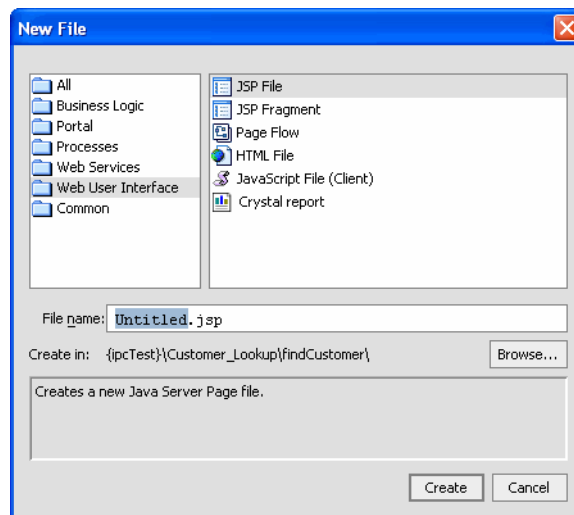 New File
All
Business Logic
Portal
Processes
Web Services
Web User Interface
Common
JSP File
JSP Fragment
Page Flow
HTML File
JavaScript File (Client)
Crystal report
File name: Untitled.jsp
Create in: {ipcTest}\Customer_Lookup\findCustomer\ Browse...
Creates a new Java Server Page file.
Create Cancel